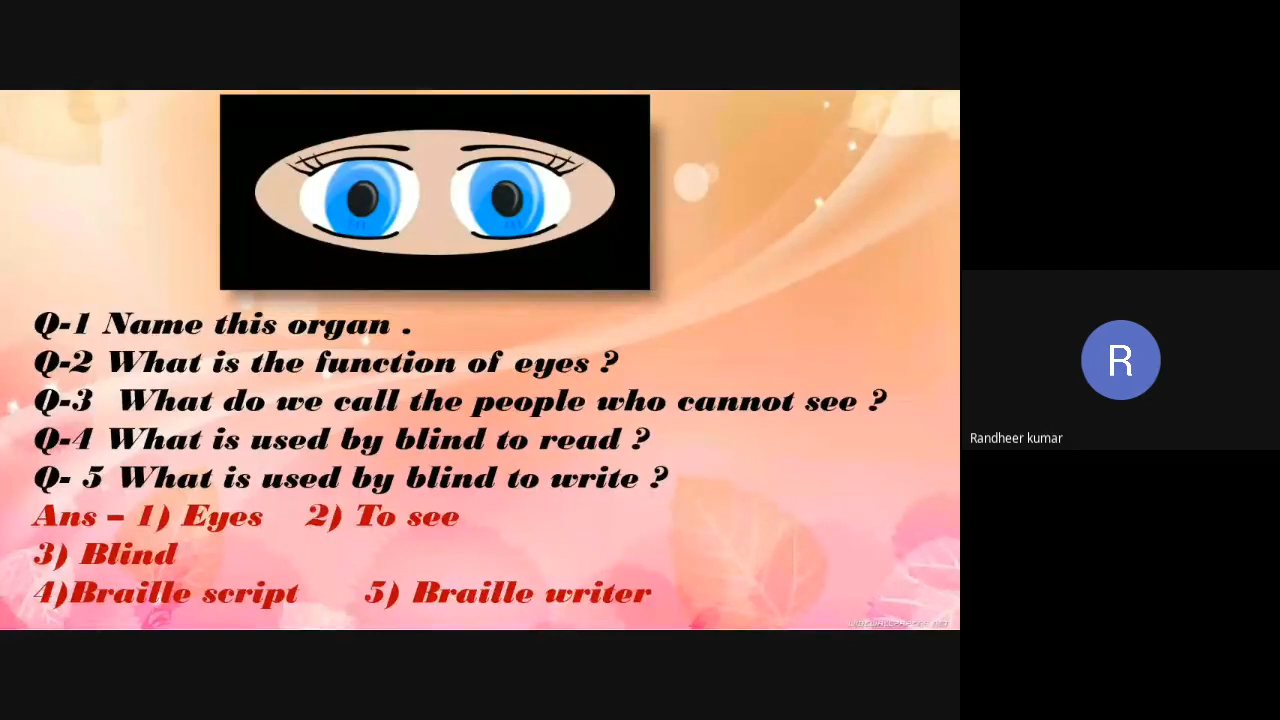 Q-1 Name this organ .
Q-2 What is the function of eyes ?
Q-3 What do we call the people who cannot see ?
Q-4 What is used by blind to read ?
Q- 5 What is used by blind to write ?
Ans – 1) Eyes 2) To see
3) Blind
4)Braille script 5) Braille writer
R
Randheer kumar